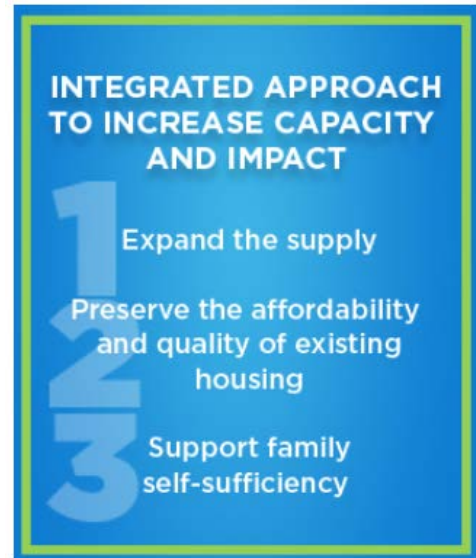 INTEGRATED APPROACH
TO INCREASE CAPACITY
AND IMPACT
1
Expand the supply
2
Preserve the affordability
and quality of existing
housing
3
Support family
self-sufficiency